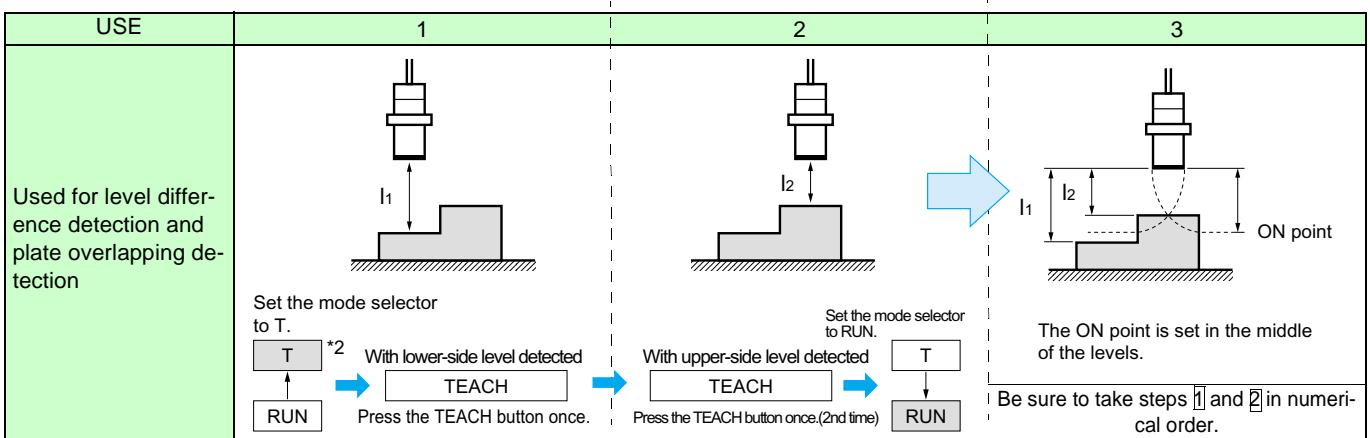 USE
1
2
3
Used for level differ-
ence detection and
plate overlapping de-
tection
l1
l2
l1
l2
ON point
Set the mode selector
to T.
T
*2
RUN
With lower-side level detected
TEACH
Press the TEACH button once.
With upper-side level detected
TEACH
Press the TEACH button once.(2nd time)
Set the mode selector
to RUN.
T
RUN
The ON point is set in the middle
of the levels.
Be sure to take steps 1 and 2 in numeri-
cal order.